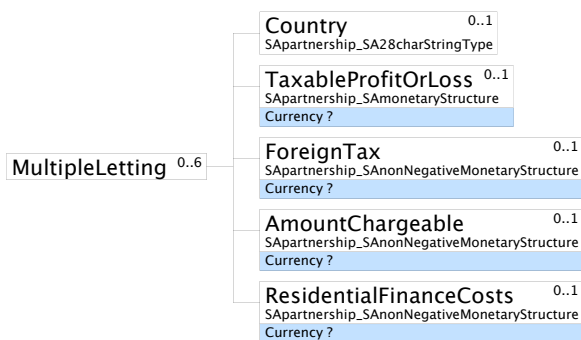 Country 0..1
SApartnership_SA28charStringType
TaxableProfitOrLoss 0..1
SApartnership_SAmonetaryStructure
Currency ?
MultipleLetting 0..6
ForeignTax 0..1
SApartnership_SAnonNegativeMonetaryStructure
Currency ?
AmountChargeable 0..1
SApartnership_SAnonNegativeMonetaryStructure
Currency ?
ResidentialFinanceCosts 0..1
SApartnership_SAnonNegativeMonetaryStructure
Currency ?